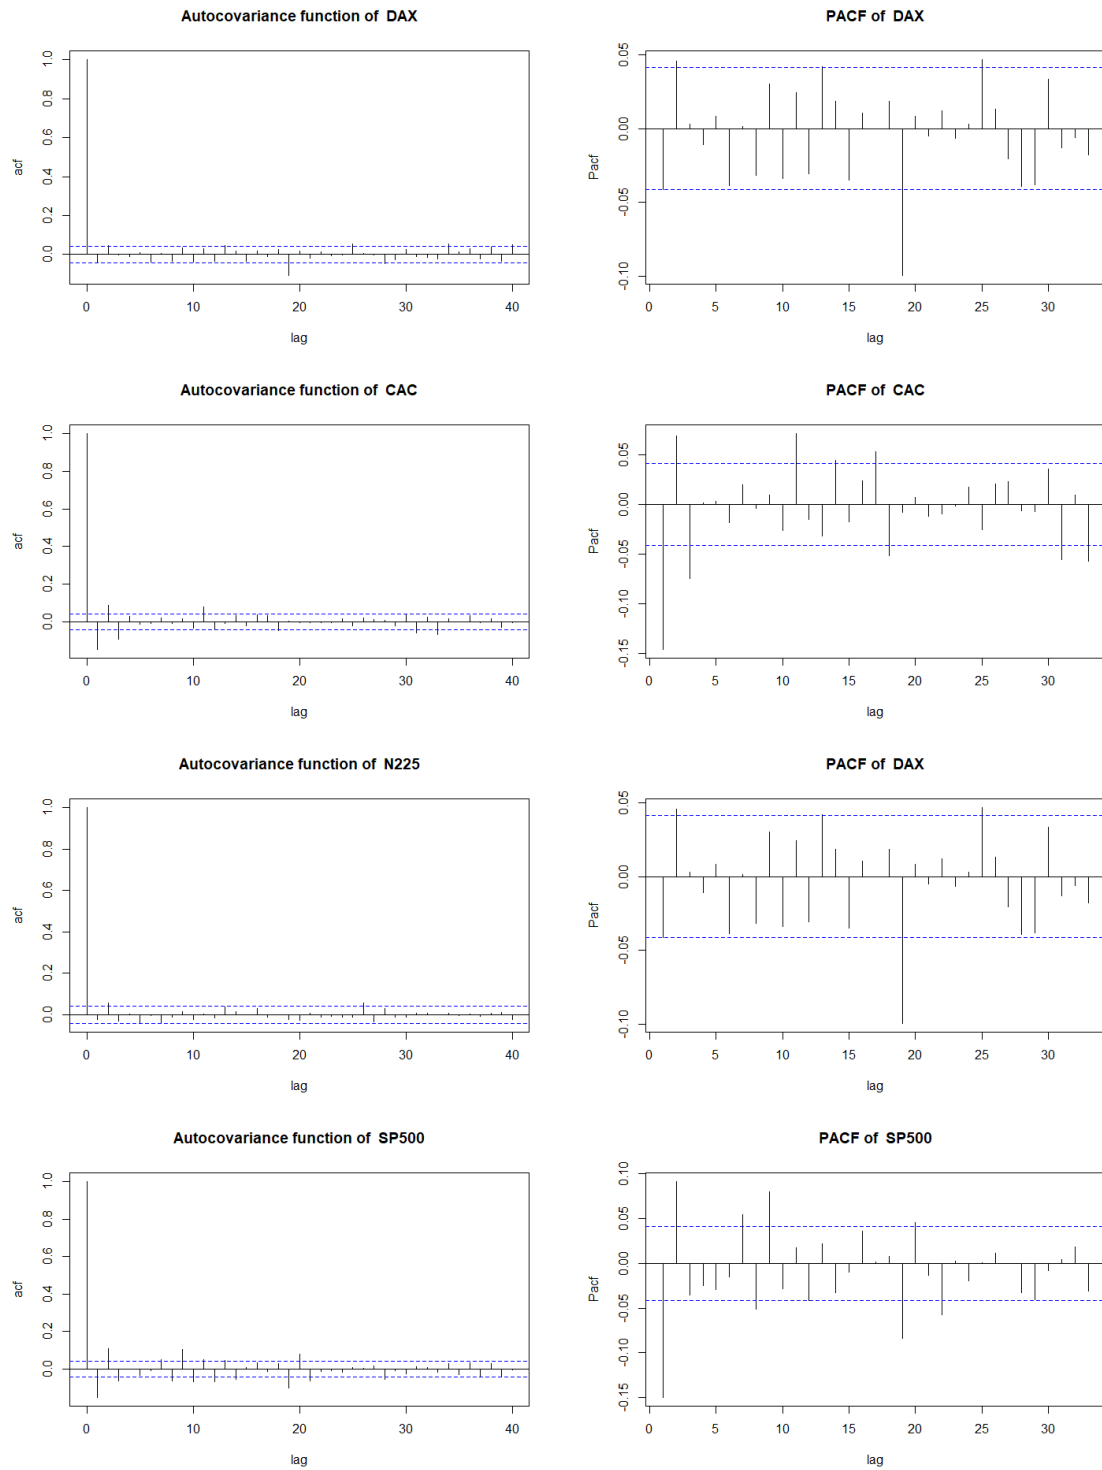 Autocovariance function of DAX
acf
1.0
0.8
0.6
0.4
0.2
0.0
0 10 20 30 40
lag
PACF of DAX
Pacf
0.05
0.00
-0.05
-0.10
0 5 10 15 20 25 30
lag
Autocovariance function of CAC
acf
1.0
0.8
0.6
0.4
0.2
0.0
0 10 20 30 40
lag
PACF of CAC
Pacf
0.05
0.00
-0.05
-0.10
-0.15
0 5 10 15 20 25 30
lag
Autocovariance function of N225
acf
1.0
0.8
0.6
0.4
0.2
0.0
0 10 20 30 40
lag
PACF of DAX
Pacf
0.05
0.00
-0.05
-0.10
0 5 10 15 20 25 30
lag
Autocovariance function of SP500
acf
1.0
0.8
0.6
0.4
0.2
0.0
0 10 20 30 40
lag
PACF of SP500
Pacf
0.10
0.05
0.00
-0.05
-0.10
-0.15
0 5 10 15 20 25 30
lag